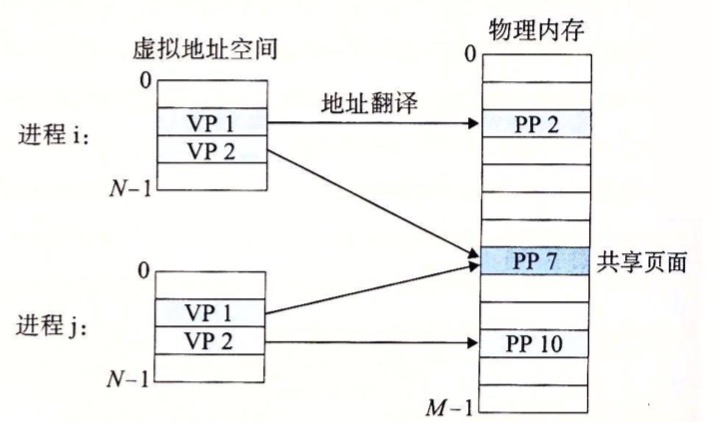 虚拟地址空间
物理内存
0
0
地址翻译
进程 i:
VP 1
PP 2
VP 2
N–1
PP 7
共享页面
0
进程 j:
VP 1
VP 2
PP 10
N–1
M–1